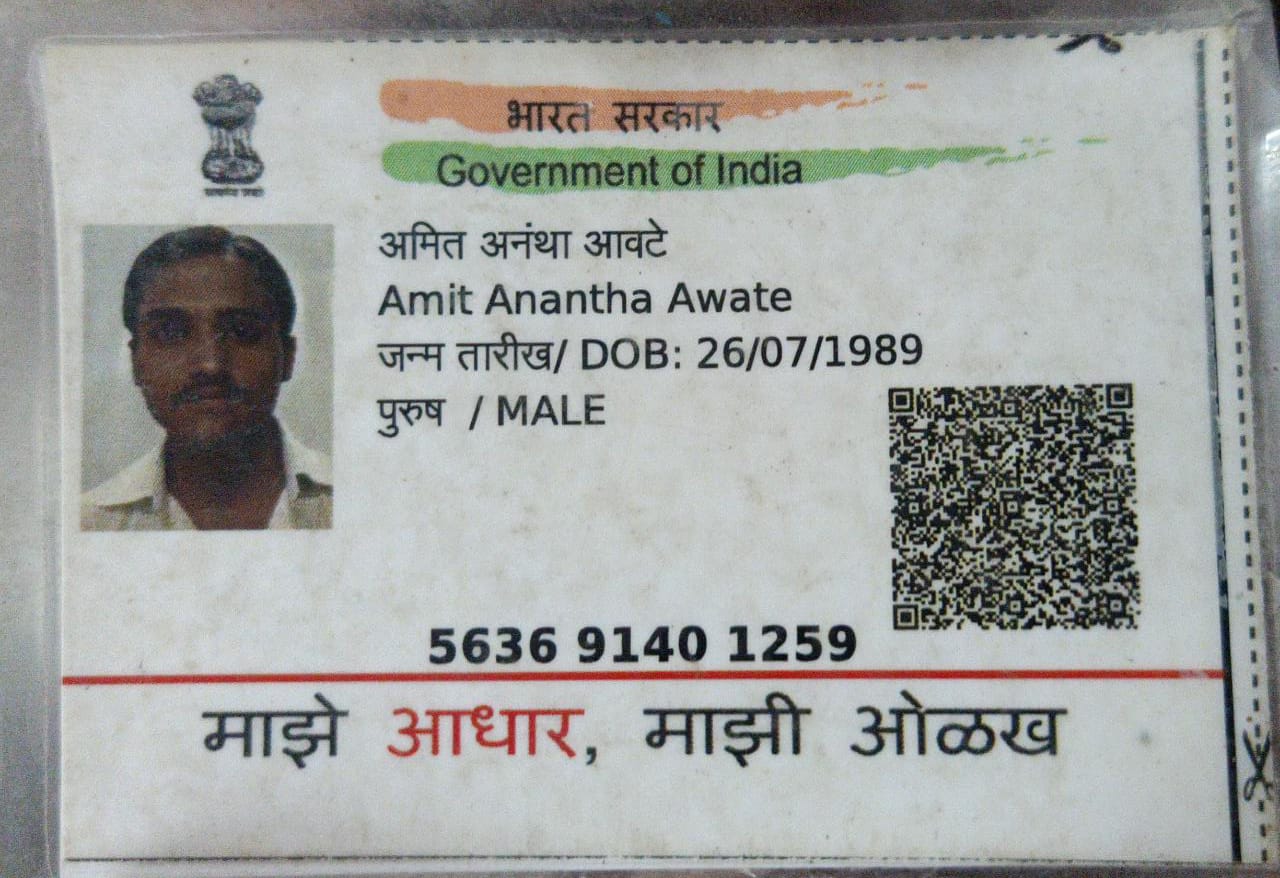 भारत सरकार
Government of India
अमित अनंथा आवटे
Amit Anantha Awate
जन्म तारीख/ DOB: 26/07/1989
पुरुष / MALE
5636 9140 1259
माझे आधार, माझी ओळख